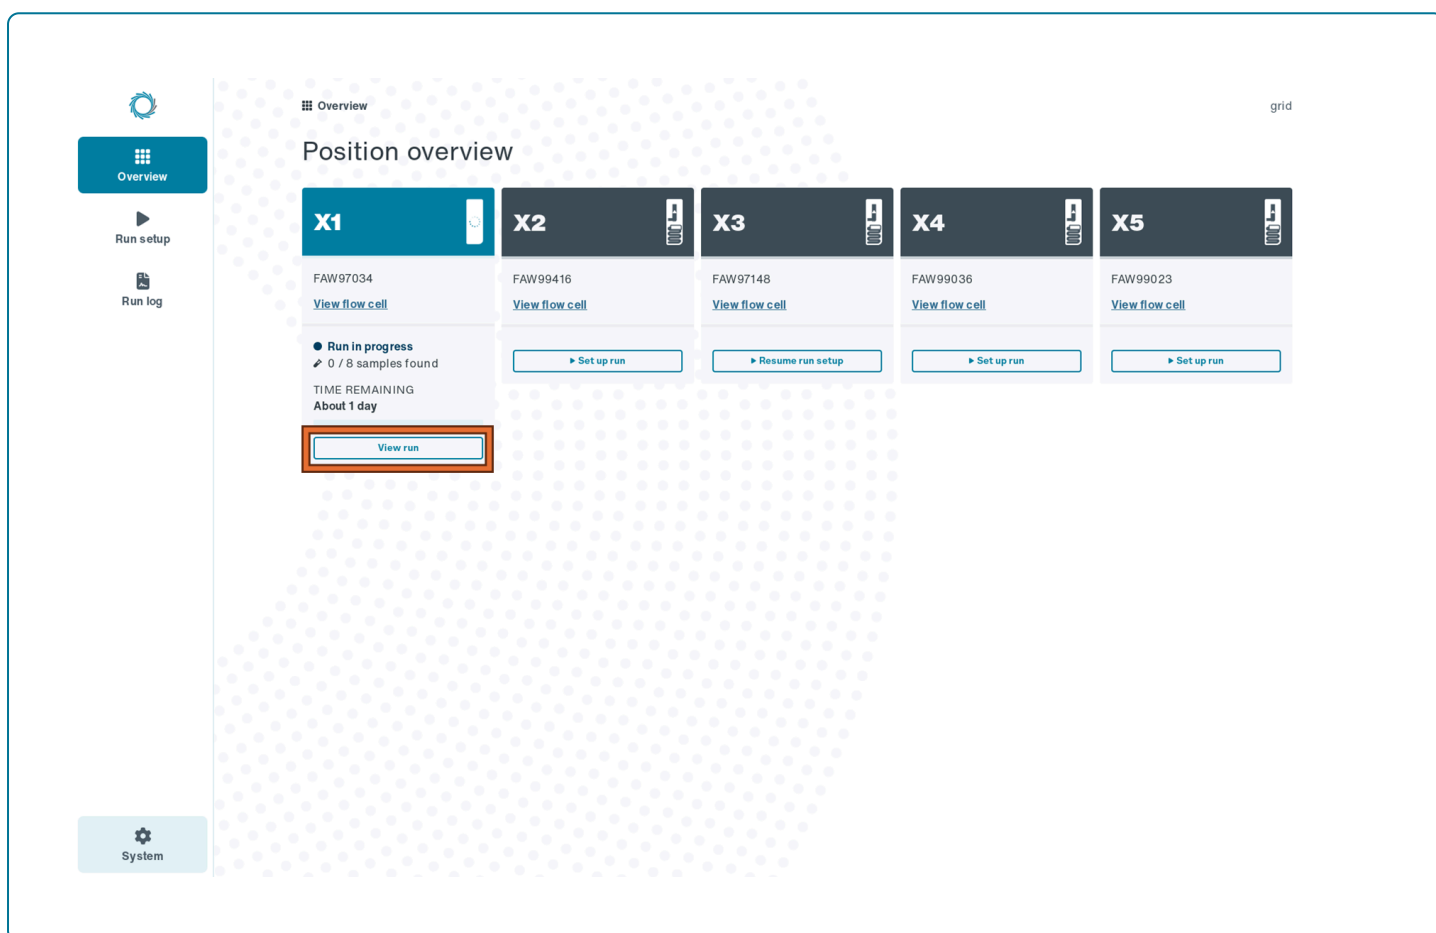 Overview
grid
Overview
Run setup
Run log
System
Position overview
X1
FAW97034
View flow cell
Run in progress
0 / 8 samples found
TIME REMAINING
About 1 day
View run
X2
FAW99416
View flow cell
Set up run
X3
FAW97148
View flow cell
Resume run setup
X4
FAW99036
View flow cell
Set up run
X5
FAW99023
View flow cell
Set up run